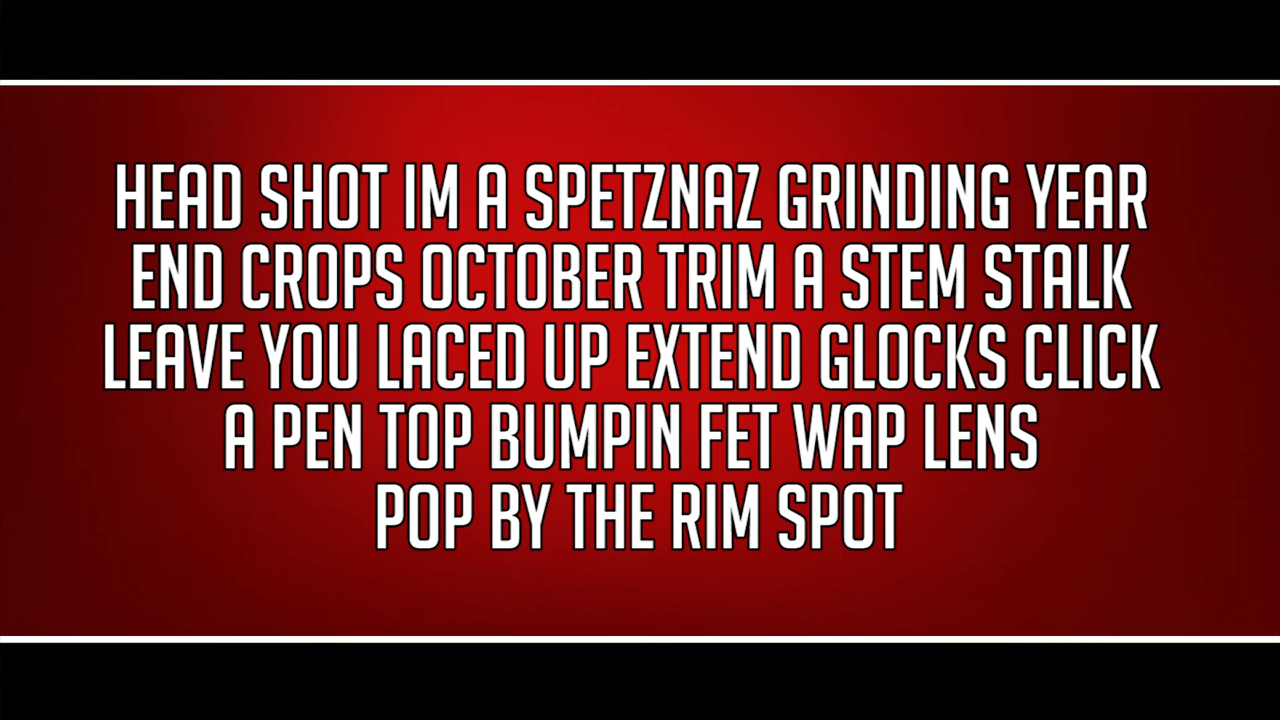 HEAD SHOT IM A SPETZNAZ GRINDING YEAR
END CROPS OCTOBER TRIM A STEM STALK
LEAVE YOU LACED UP EXTEND GLOCKS CLICK
A PEN TOP BUMPIN FET WAP LENS
POP BY THE RIM SPOT